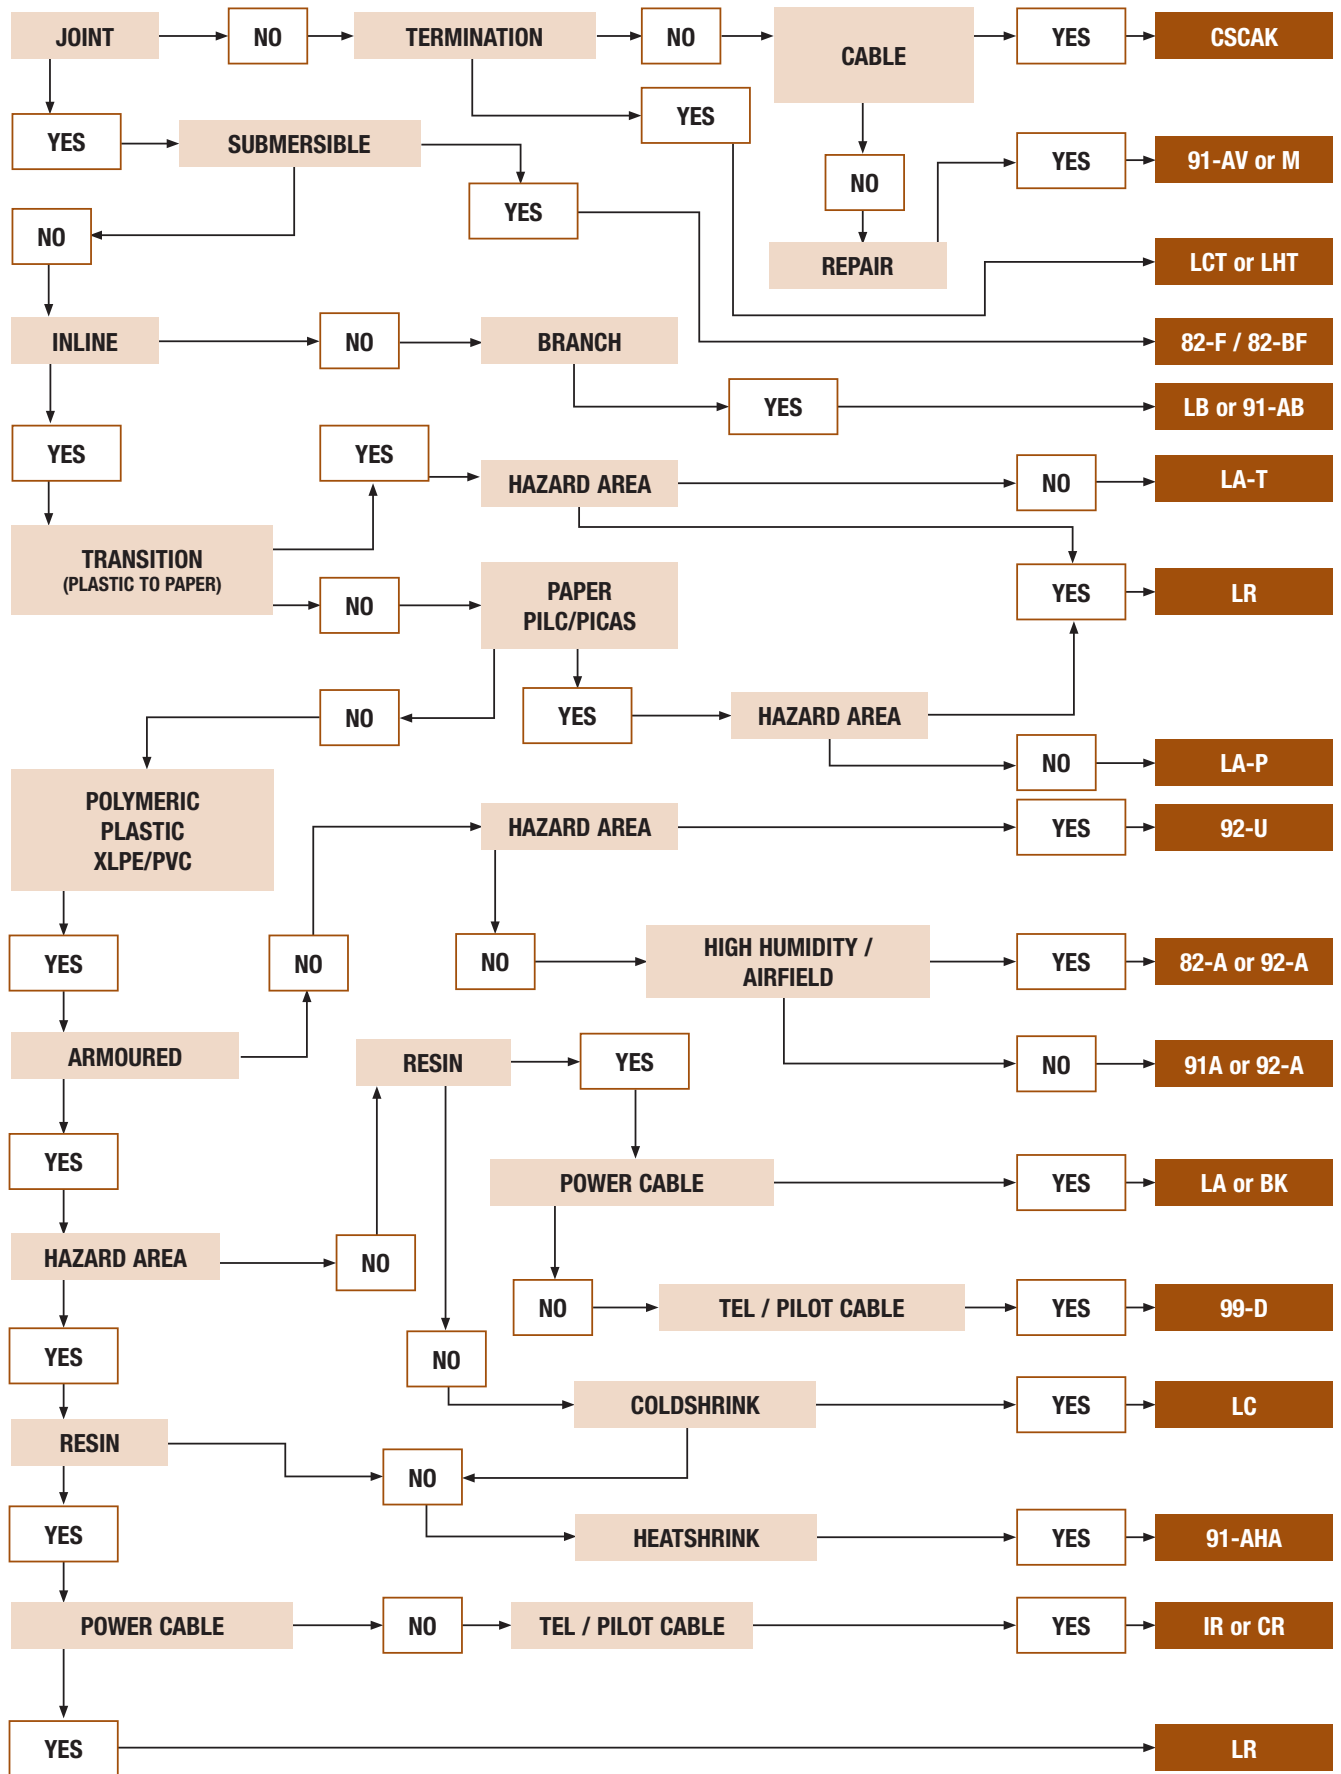 JOINT
NO
TERMINATION
NO
CABLE
YES
CSCAK
YES
SUBMERSIBLE
YES
NO
YES
91-AV or M
YES
NO
REPAIR
LCT or LHT
INLINE
NO
BRANCH
82-F / 82-BF
YES
LB or 91-AB
YES
YES
HAZARD AREA
NO
LA-T
TRANSITION
(PLASTIC TO PAPER)
NO
PAPER
PILC/PICAS
YES
LR
NO
YES
HAZARD AREA
NO
LA-P
POLYMERIC
PLASTIC
XLPE/PVC
HAZARD AREA
YES
92-U
YES
NO
NO
HIGH HUMIDITY /
AIRFIELD
YES
82-A or 92-A
ARMOURED
RESIN
YES
NO
91A or 92-A
YES
POWER CABLE
YES
LA or BK
HAZARD AREA
NO
NO
TEL / PILOT CABLE
YES
99-D
YES
NO
COLDSHRINK
YES
LC
RESIN
NO
YES
HEATSHRINK
YES
91-AHA
POWER CABLE
NO
TEL / PILOT CABLE
YES
IR or CR
YES
LR